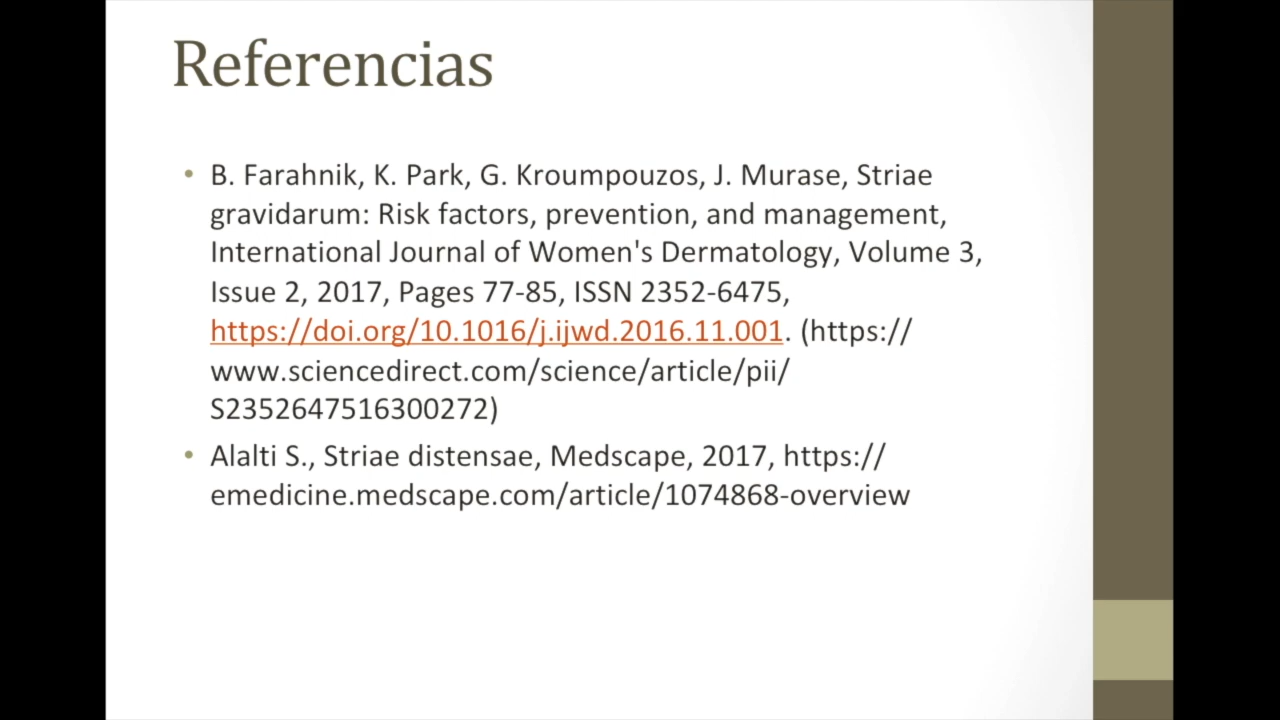 Referencias
• B. Farahnik, K. Park, G. Kroumpouzos, J. Murase, Striae
gravidarum: Risk factors, prevention, and management,
International Journal of Women's Dermatology, Volume 3,
Issue 2, 2017, Pages 77-85, ISSN 2352-6475,
https://doi.org/10.1016/j.ijwd.2016.11.001. (https://
www.sciencedirect.com/science/article/pii/
S2352647516300272)
• Alalti S., Striae distensae, Medscape, 2017, https://
emedicine.medscape.com/article/1074868-overview